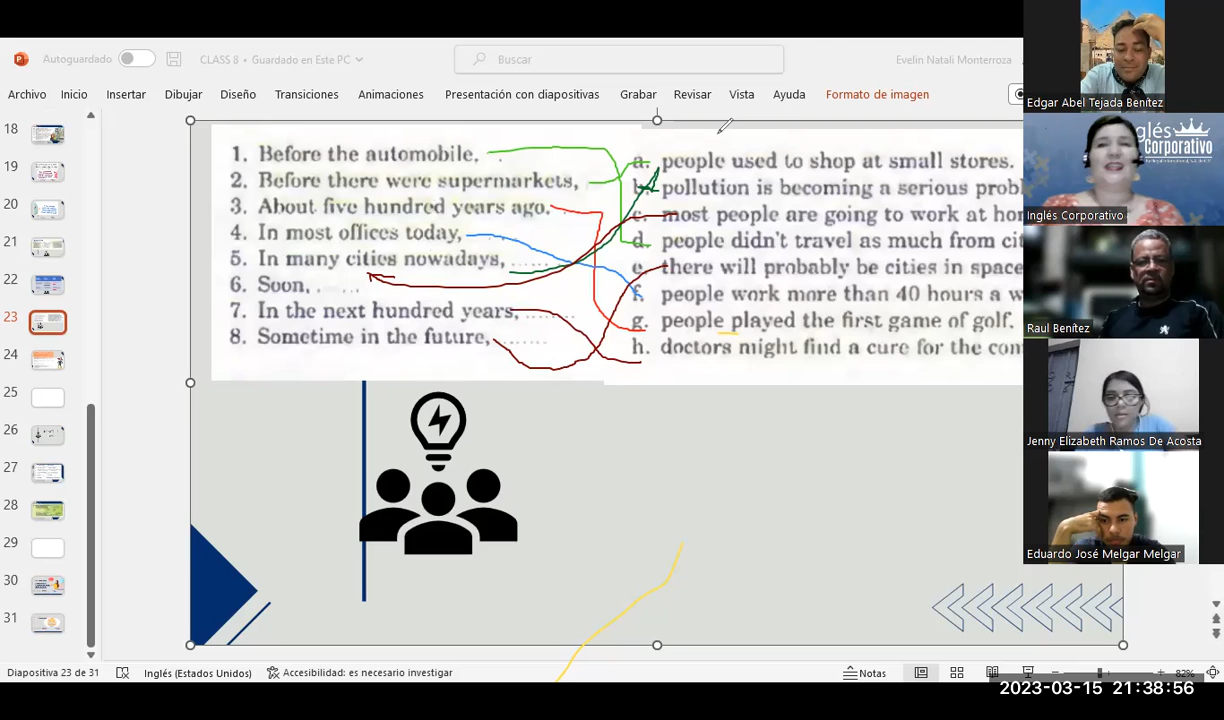 Autoguardado
CLASS 8 • Guardado en Este PC
Buscar
Evelin Natali Monterroza
Archivo Inicio Insertar Dibujar Diseño Transiciones Animaciones Presentación con diapositivas Grabar Revisar Vista Ayuda Formato de imagen
18
19
20
21
22
23
24
25
26
27
28
29
30
31
1. Before the automobile,
2. Before there were supermarkets,
3. About five hundred years ago.
4. In most offices today,
5. In many cities nowadays, ......
6. Soon, . ...
7. In the next hundred years, ........
8. Sometime in the future, ........
a. people used to shop at small stores.
b. pollution is becoming a serious probl
c. most people are going to work at hom
d. people didn't travel as much from cit
e. there will probably be cities in space
f. people work more than 40 hours a w
g. people played the first game of golf.
h. doctors might find a cure for the com
Edgar Abel Tejada Benítez
glés
Corporativo
Inglés Corporativo
Raul Benítez
Jenny Elizabeth Ramos De Acosta
Eduardo José Melgar Melgar
Diapositiva 23 de 31
Inglés (Estados Unidos)
Accesibilidad: es necesario investigar
Notas
82%
2023-03-15 21:38:56